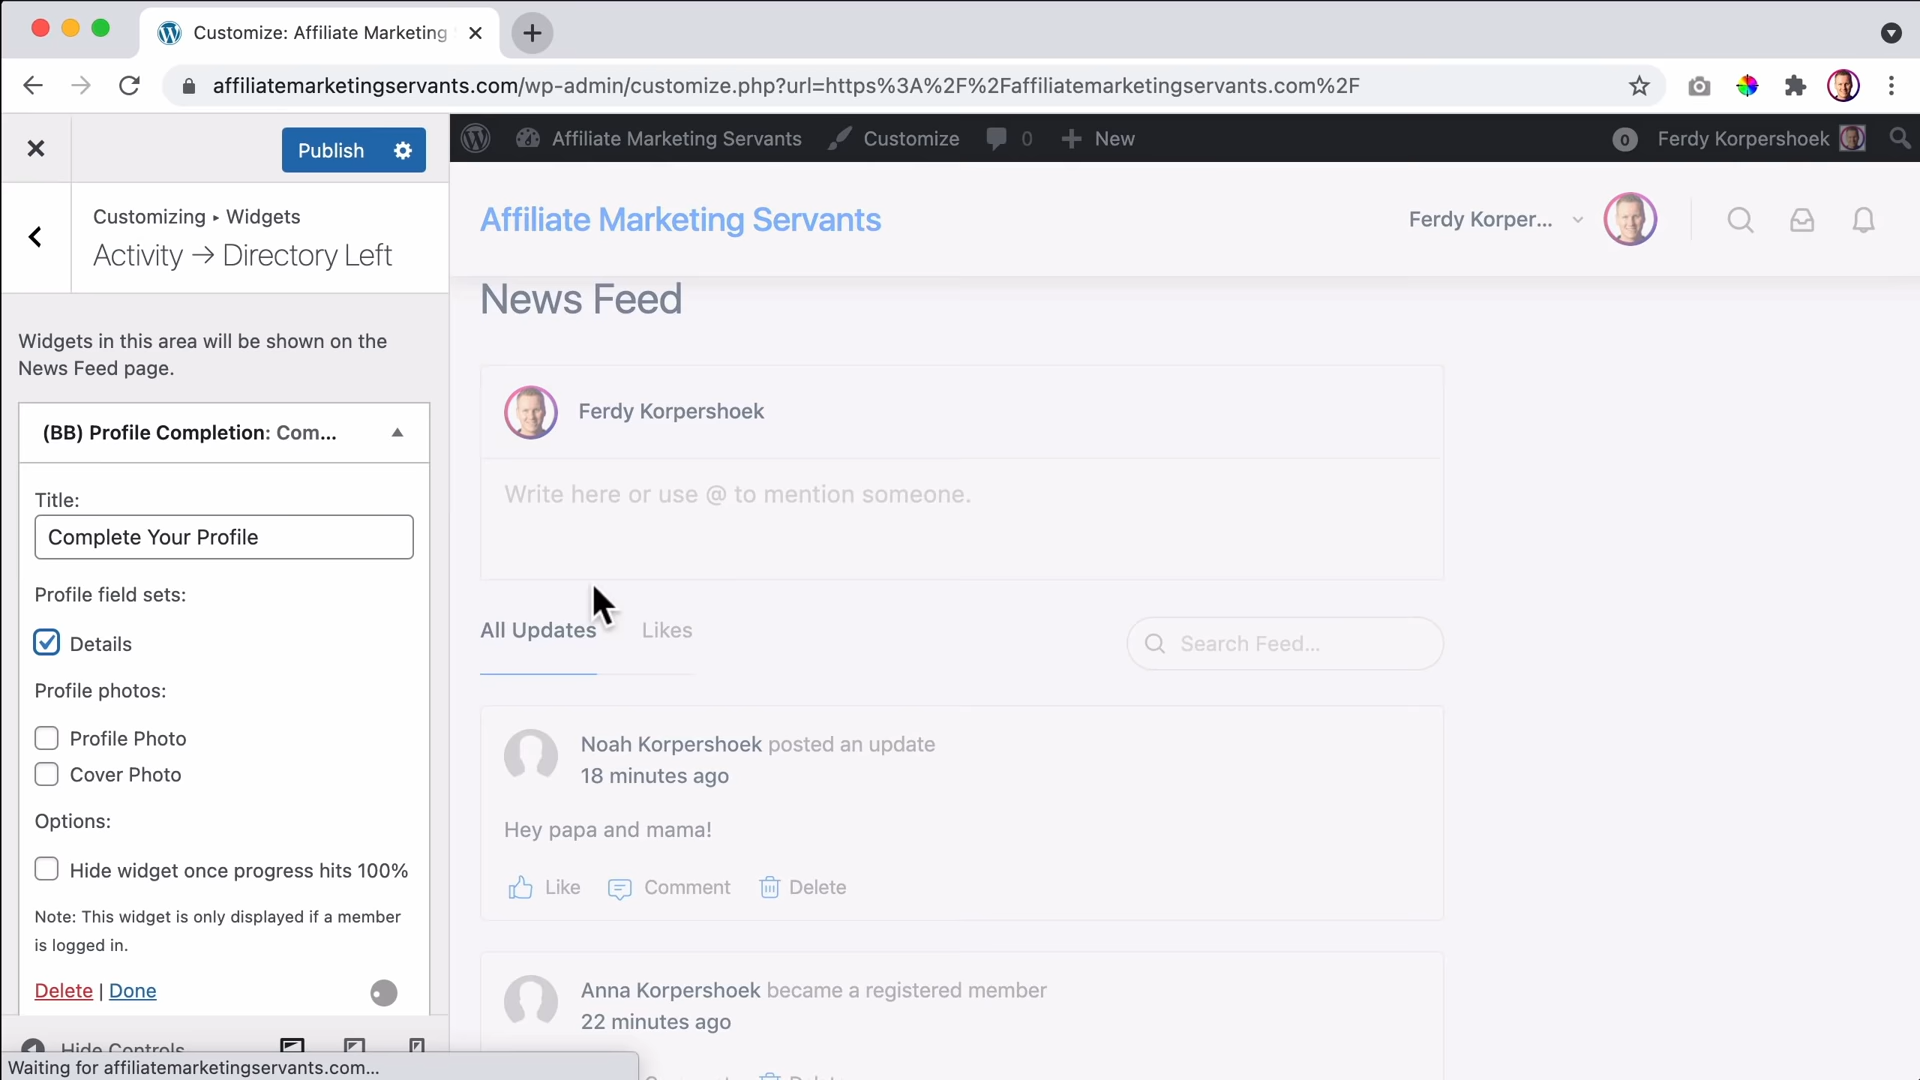 Customize: Affiliate Marketing
affiliatemarketingservants.com/wp-admin/customize.php?url=https%3A%2F%2Faffiliatemarketingservants.com%2F
Publish
Affiliate Marketing Servants
Customize
0
New
0
Ferdy Korpershoek
Customizing ▸ Widgets
Activity → Directory Left
Affiliate Marketing Servants
Ferdy Korper...
News Feed
Widgets in this area will be shown on the
News Feed page.
(BB) Profile Completion: Com...
Title:
Complete Your Profile
Profile field sets:
Details
Profile photos:
Profile Photo
Cover Photo
Options:
Hide widget once progress hits 100%
Note: This widget is only displayed if a member
is logged in.
Delete | Done
Hide Controls
Waiting for affiliatemarketingservants.com...
Ferdy Korpershoek
Write here or use @ to mention someone.
All Updates
Likes
Search Feed...
Noah Korpershoek posted an update
18 minutes ago
Hey papa and mama!
Like
Comment
Delete
Anna Korpershoek became a registered member
22 minutes ago